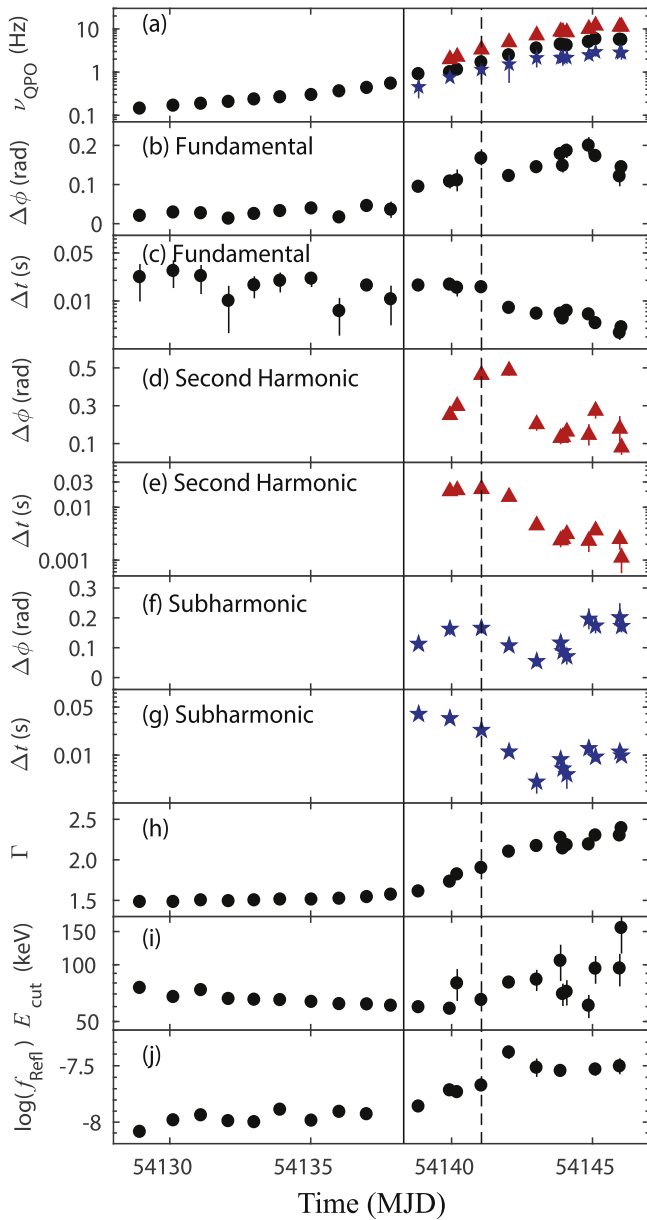 (a)
ν_QPO (Hz)
10
1
0.1
(b) Fundamental
Δϕ (rad)
0.2
0.1
0
(c) Fundamental
Δt (s)
0.05
0.01
(d) Second Harmonic
Δϕ (rad)
0.5
0.3
0.1
(e) Second Harmonic
Δt (s)
0.03
0.01
0.001
(f) Subharmonic
Δϕ (rad)
0.3
0.2
0.1
0
(g) Subharmonic
Δt (s)
0.05
0.01
(h)
Γ
2.5
2.0
1.5
(i)
E_cut (keV)
150
100
50
(j)
log(f_Refl)
-7.5
-8
54130 54135 54140 54145
Time (MJD)